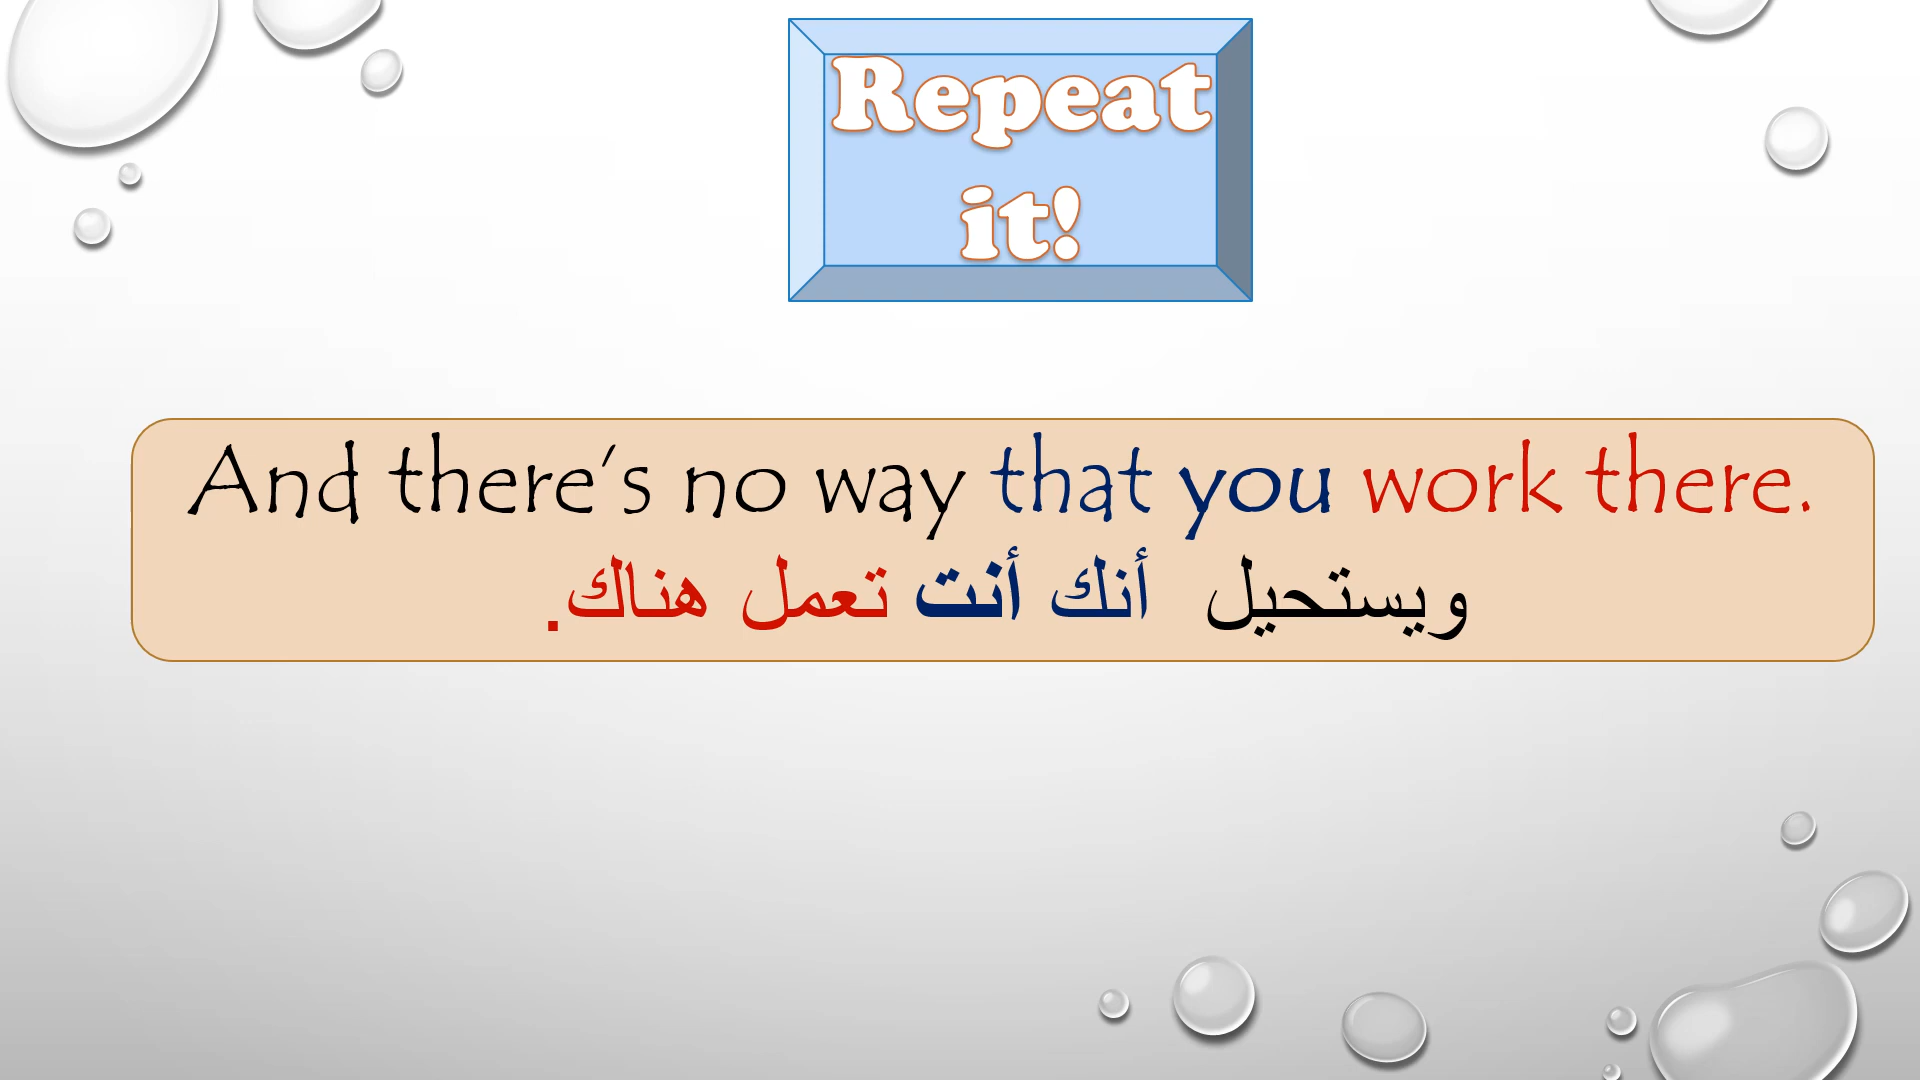 Repeat
it!
And there’s no way that you work there.
ويستحيل أنك أنت تعمل هناك.